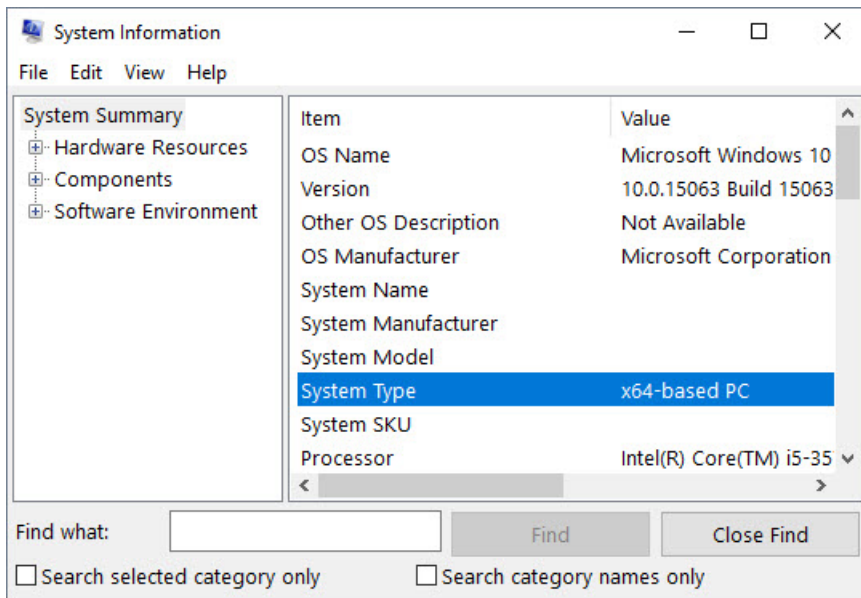 System Information
File Edit View Help
System Summary
Hardware Resources
Components
Software Environment
Item Value
OS Name Microsoft Windows 10
Version 10.0.15063 Build 15063
Other OS Description Not Available
OS Manufacturer Microsoft Corporation
System Name
System Manufacturer
System Model
System Type x64-based PC
System SKU
Processor Intel(R) Core(TM) i5-35
Find what: Find Close Find
Search selected category only Search category names only